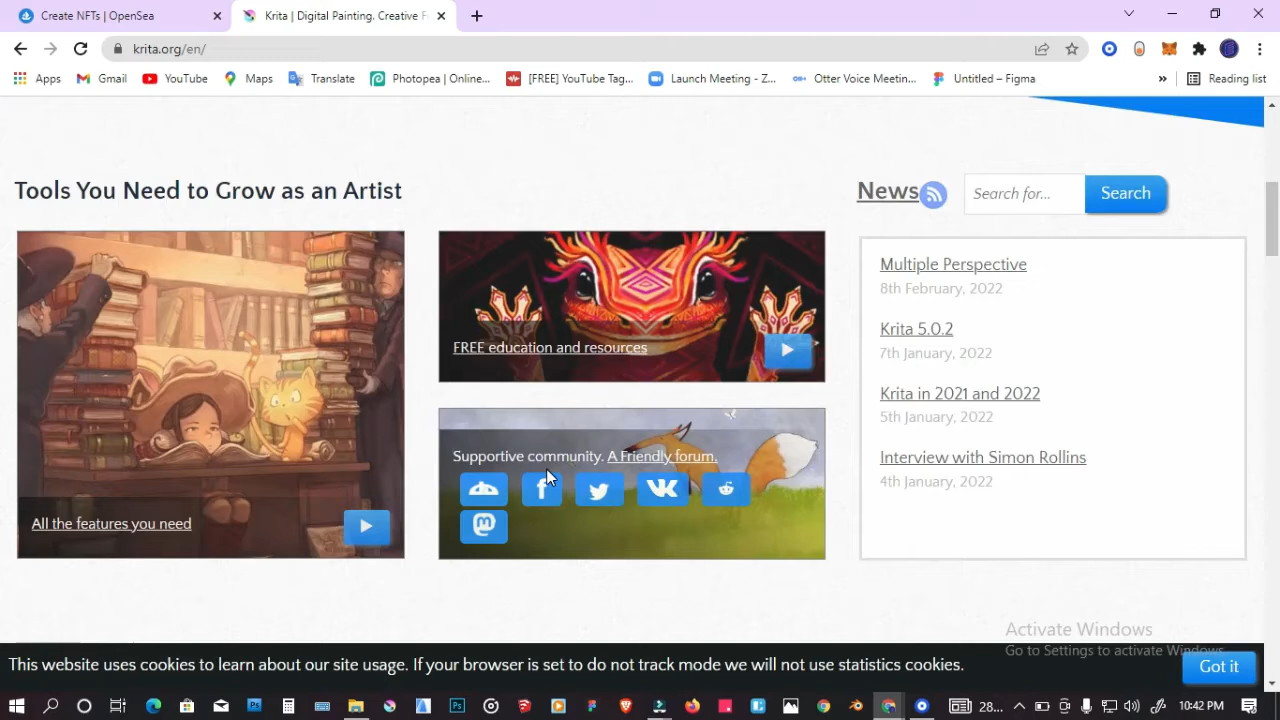 Create NFTs | OpenSea
Krita | Digital Painting. Creative F
krita.org/en/
Apps
Gmail
YouTube
Maps
Translate
Photopea | Online...
[FREE] YouTube Tag...
Launch Meeting - Z...
Otter Voice Meetin...
Untitled – Figma
»
Reading list
Tools You Need to Grow as an Artist
News
Search for...
Search
All the features you need
FREE education and resources
Supportive community. A Friendly forum.
Multiple Perspective
8th February, 2022
Krita 5.0.2
7th January, 2022
Krita in 2021 and 2022
5th January, 2022
Interview with Simon Rollins
4th January, 2022
Activate Windows
Go to Settings to activate Windows.
This website uses cookies to learn about our site usage. If your browser is set to do not track mode we will not use statistics cookies.
Got it
28...
10:42 PM